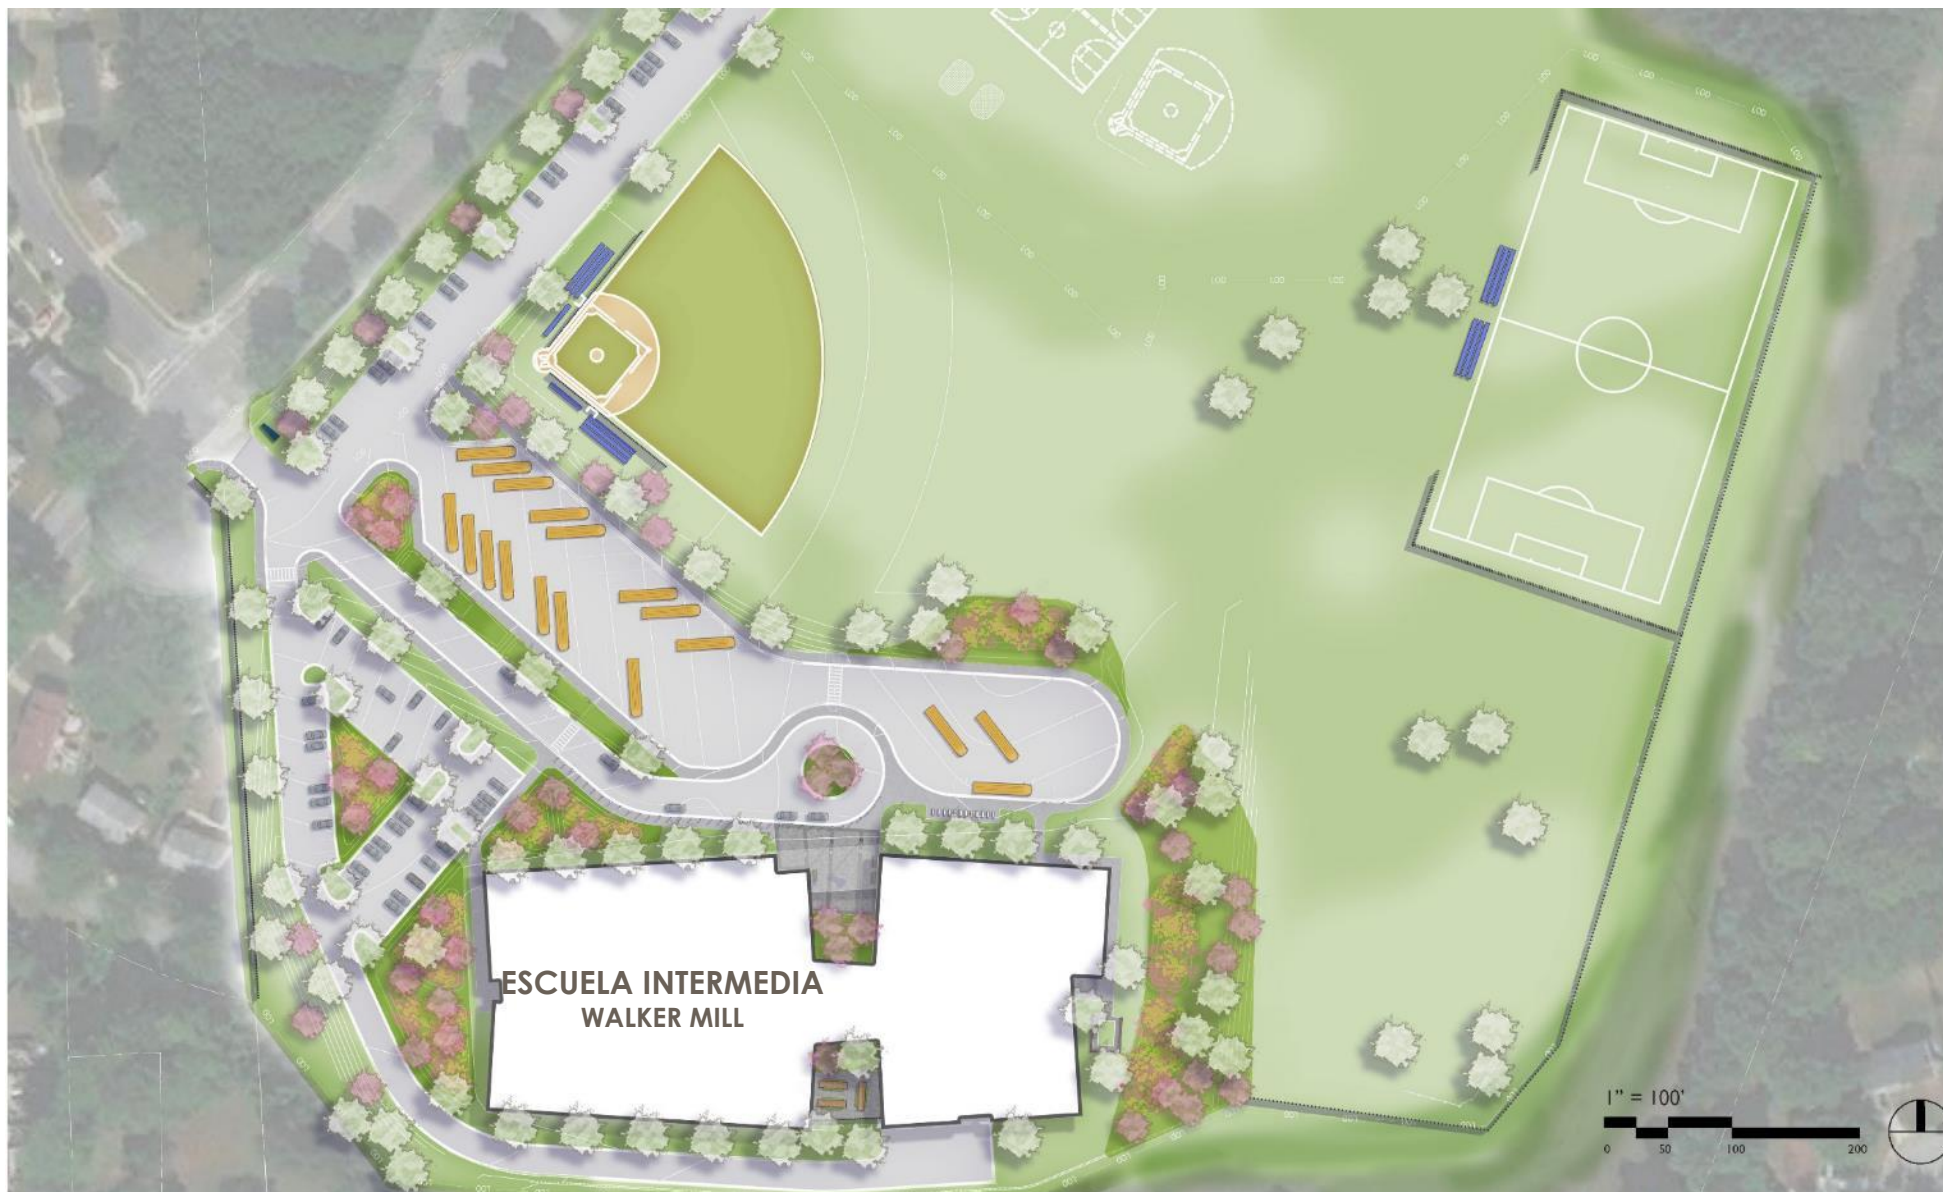 ESCUELA INTERMEDIA
WALKER MILL
1" = 100'
0 50 100 200